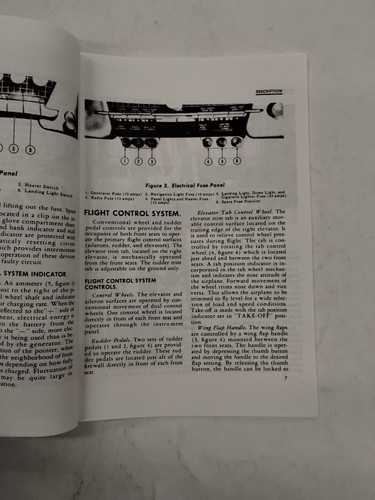 DESCRIPTION
Panel
5. Heater Switch
6. Landing Light Switch
lifting out the fuse. Spare
ocated in a clip on the in-
glove compartment door.
and bank indicator and stall
dicator are protected with
atically resetting circuit
hich provides intermittent
operation of these devices
faulty circuit.
SYSTEM INDICATOR.
An ammeter (5, figure 1)
to the right of the
wheel shaft and indicates
charging rate. When the
eflected to the "+" side of
ment, electrical energy is
to the battery from the
to the "−" side, more elec-
is being used than is be-
d by the generator. The
tion of the pointer, when
the neighborhood of from
depending on how fully
charged. Fluctuation of
may be quite large in
ation.
1 2 3 4 5 6
1. Generator Fuse
2. Radio Fuse (15 amps)
3. Navigation Light Fuse
4. Panel Lights and Heater Fuse (10 amps)
5. Landing Light, Dome Light, and Cigarette Lighter Fuse
6. Spare Fuse Position
Figure 3. Electrical Fuse Panel
FLIGHT CONTROL SYSTEM.
Conventional wheel and rudder
pedal controls are provided for the
occupants of both front seats to oper-
ate the primary flight control surfaces
(ailerons, rudder, and elevators). The
elevator trim tab, located on the right
elevator, is mechanically operated
from the front seats. The rudder trim
tab is adjustable on the ground only
FLIGHT CONTROL SYSTEM
CONTROLS.
Control Wheels. The elevator and
aileron surfaces are operated by con-
ventional movement of dual control
wheels. One control wheel is located
directly in front of each front seat and
operates through the instrument
panel
Rudder Pedals. Two sets of rudder
pedals (1 and 2, figure 4) are provid-
ed to operate the rudder. These rud-
der pedals are located just aft of the
firewall directly in front of each front
seat
Elevator Tab Control Wheel. The
elevator trim tab is an auxiliary mov-
able control surface located on the
trailing edge of the right elevator. It
is used to relieve control wheel pres-
sures during flight. The tab is con-
trolled by rotating the tab control
wheel (4, figure 4) which is located
just ahead and between the two front
seats. A tab position indicator is in-
corporated in the tab wheel mechan-
ism and indicates the nose attitude of
the airplane. Forward movement of
the wheel trims nose down and vice
versa. This allows the airplane to be
trimmed to fly level for a wide selec-
tion of load and speed conditions.
Take-off is made with the tab position
indicator set in "TAKE-OFF" posi-
tion
Wing Flap Handle. The wing flaps
are controlled by a wing flap handle
(3, figure 4) mounted between the
two front seats. The handle is oper-
ated by depressing the thumb button
and moving the handle to the desired
flap setting. By releasing the thumb
button, the handle can be locked to
7